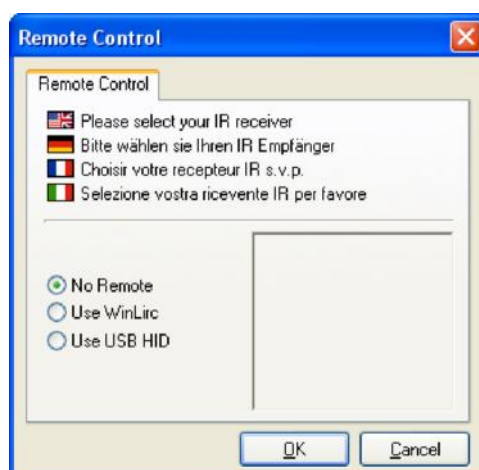 Remote Control
Remote Control
Please select your IR receiver
Bitte wählen sie Ihren IR Empfänger
Choisir votre recepteur IR s.v.p.
Selezione vostra ricevente IR per favore
No Remote
Use WinLirc
Use USB HID
OK
Cancel